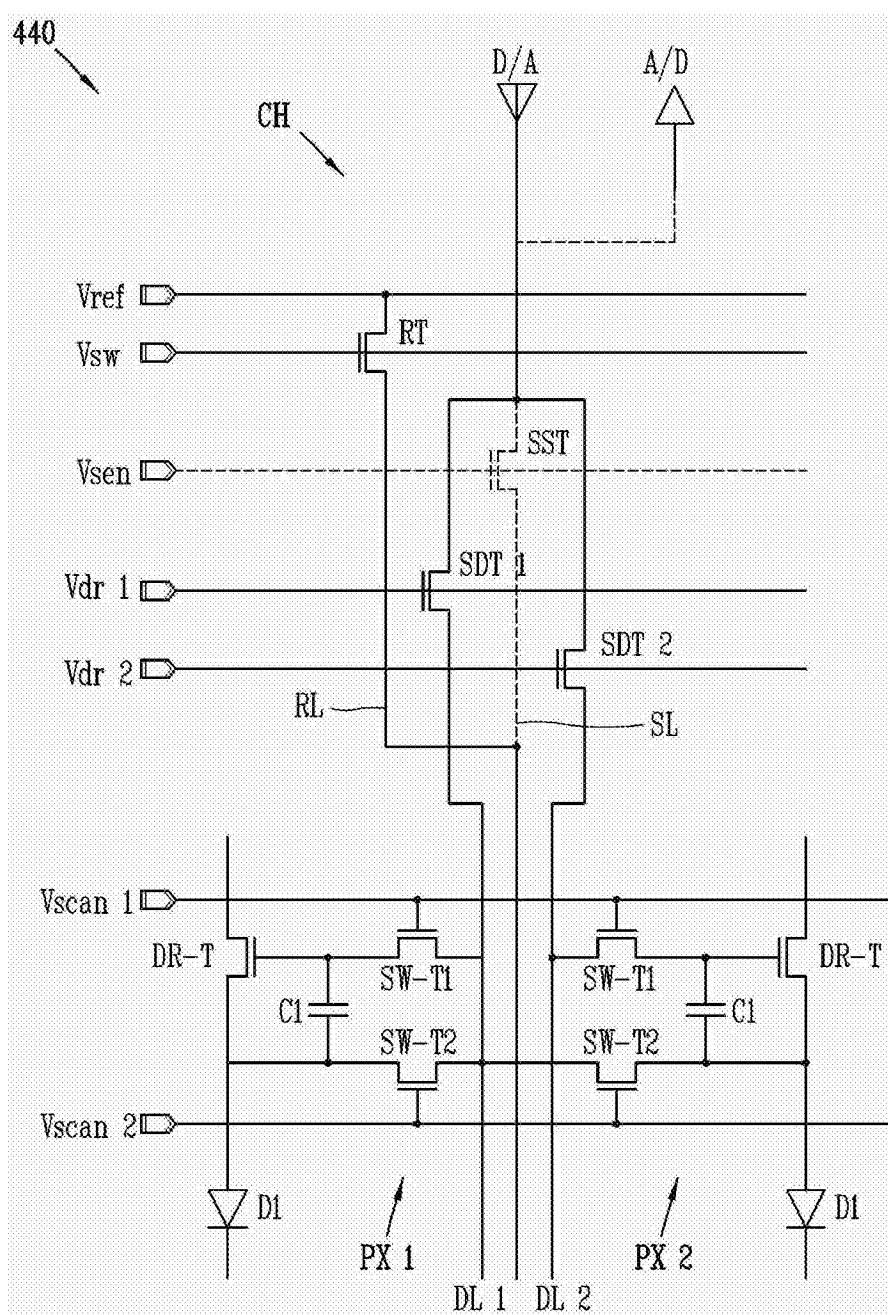 440
D/A
A/D
CH
Vref
RT
Vsw
SST
Vsen
SDT 1
Vdr 1
SDT 2
Vdr 2
RL
SL
Vscan 1
DR-T
SW-T1
SW-T1
DR-T
C1
C1
SW-T2
SW-T2
Vscan 2
D1
D1
PX 1
PX 2
DL 1
DL 2